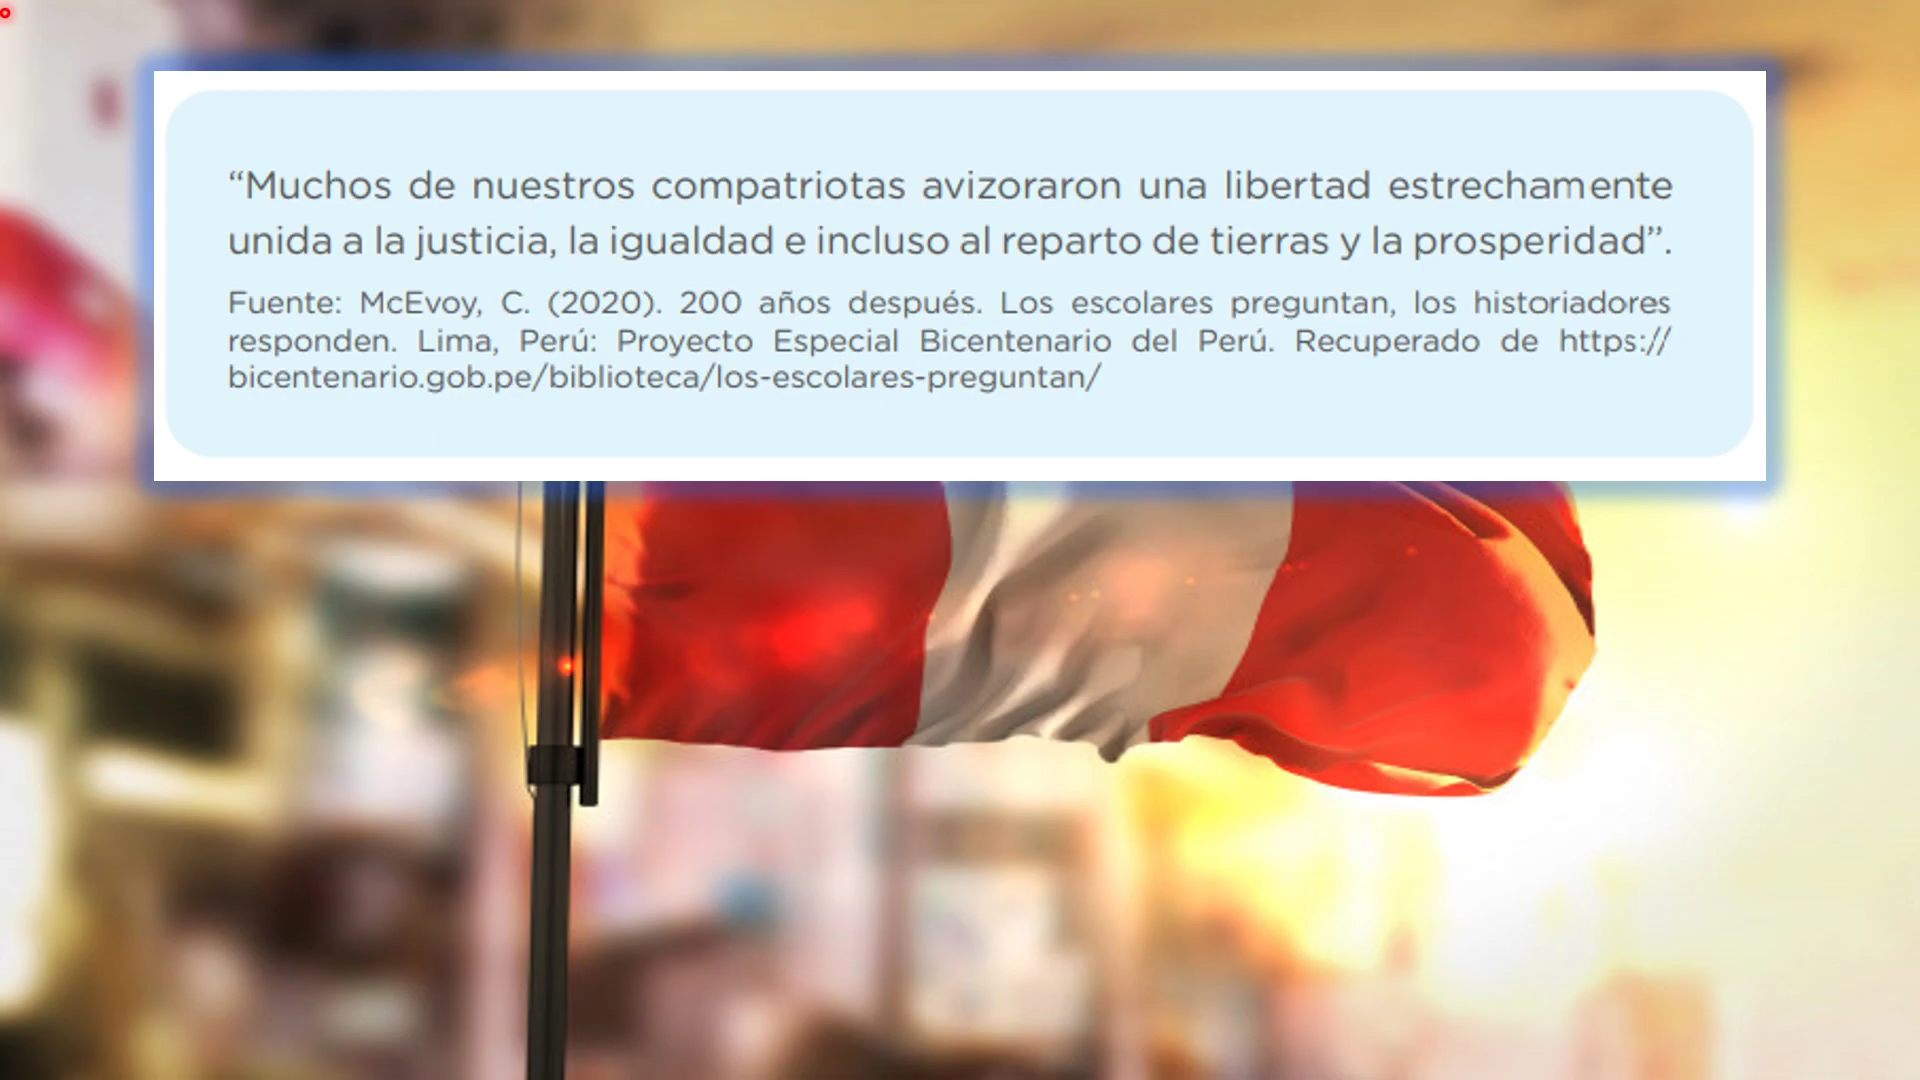 “Muchos de nuestros compatriotas avizoraron una libertad estrechamente
unida a la justicia, la igualdad e incluso al reparto de tierras y la prosperidad”.
Fuente: McEvoy, C. (2020). 200 años después. Los escolares preguntan, los historiadores
responden. Lima, Perú: Proyecto Especial Bicentenario del Perú. Recuperado de https://
bicentenario.gob.pe/biblioteca/los-escolares-preguntan/